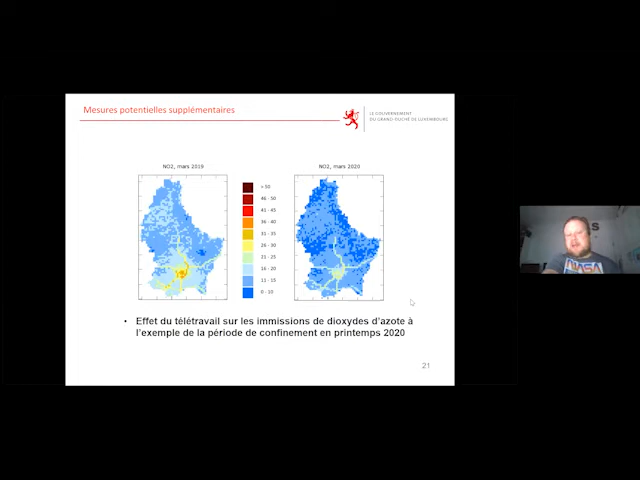 Mesures potentielles supplémentaires
LE GOUVERNEMENT
DU GRAND-DUCHÉ DE LUXEMBOURG
NO2, mars 2019
NO2, mars 2020
> 50
46 - 50
41 - 45
36 - 40
31 - 35
26 - 30
21 - 25
16 - 20
11 - 15
0 - 10
• Effet du télétravail sur les immissions de dioxydes d'azote à
l'exemple de la période de confinement en printemps 2020
21
NASA